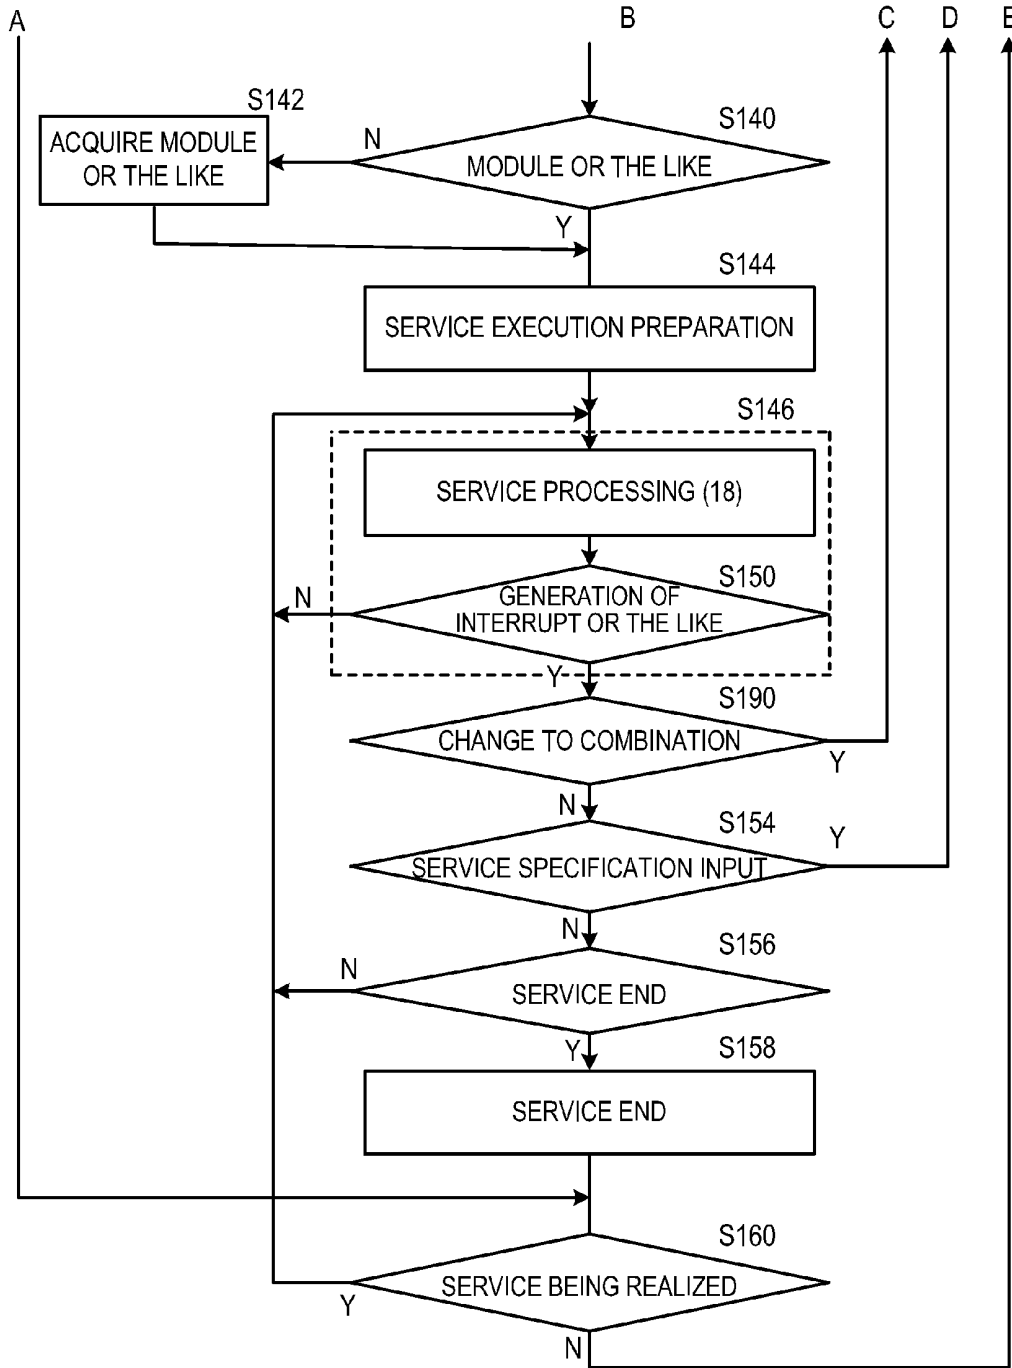 A
B
C
D
E
S142
S140
ACQUIRE MODULE
OR THE LIKE
N
MODULE OR THE LIKE
Y
S144
SERVICE EXECUTION PREPARATION
S146
SERVICE PROCESSING (18)
S150
N
GENERATION OF
INTERRUPT OR THE LIKE
Y
S190
CHANGE TO COMBINATION
Y
N
S154
Y
SERVICE SPECIFICATION INPUT
N
S156
N
SERVICE END
Y
S158
SERVICE END
S160
SERVICE BEING REALIZED
Y
N